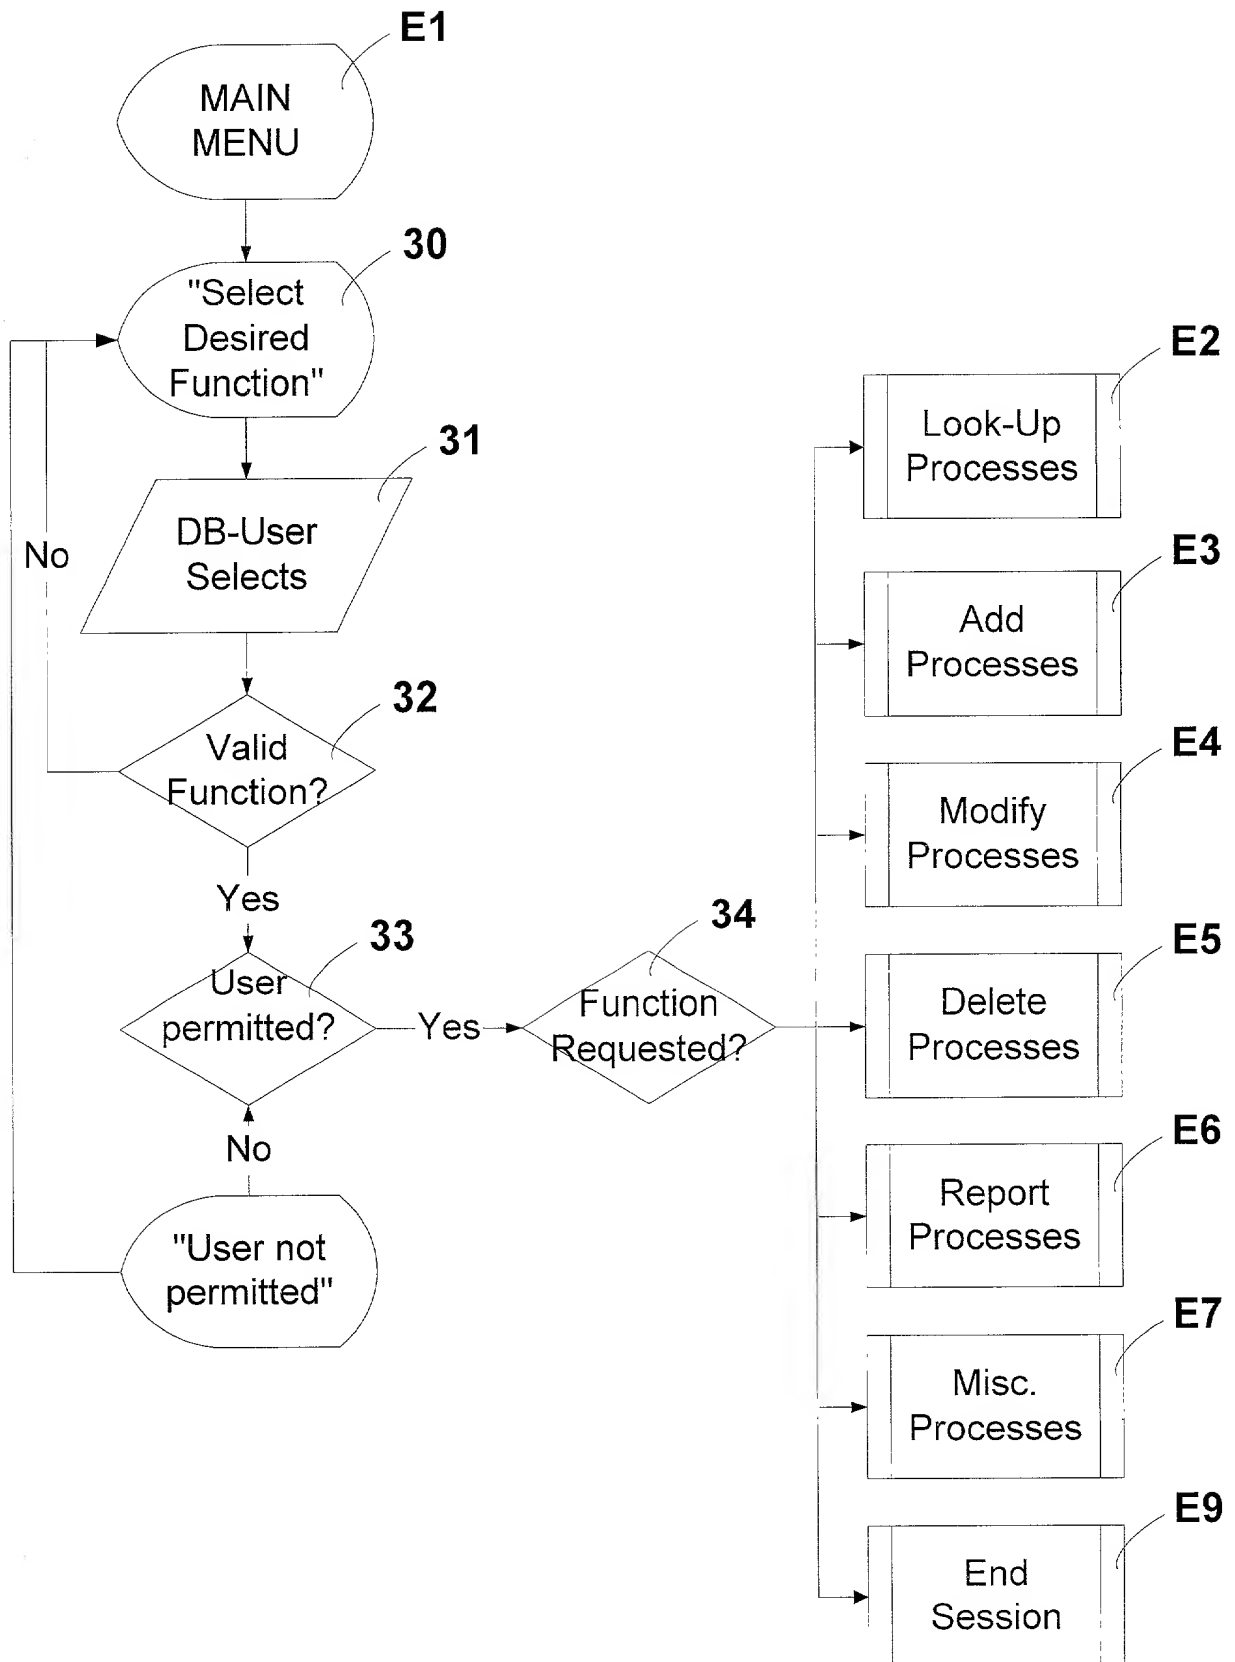 E1
MAIN
MENU
30
"Select
Desired
Function"
31
DB-User
Selects
No
32
Valid
Function?
Yes
33
User
permitted?
Yes
34
Function
Requested?
No
"User not
permitted"
E2
Look-Up
Processes
E3
Add
Processes
E4
Modify
Processes
E5
Delete
Processes
E6
Report
Processes
E7
Misc.
Processes
E9
End
Session